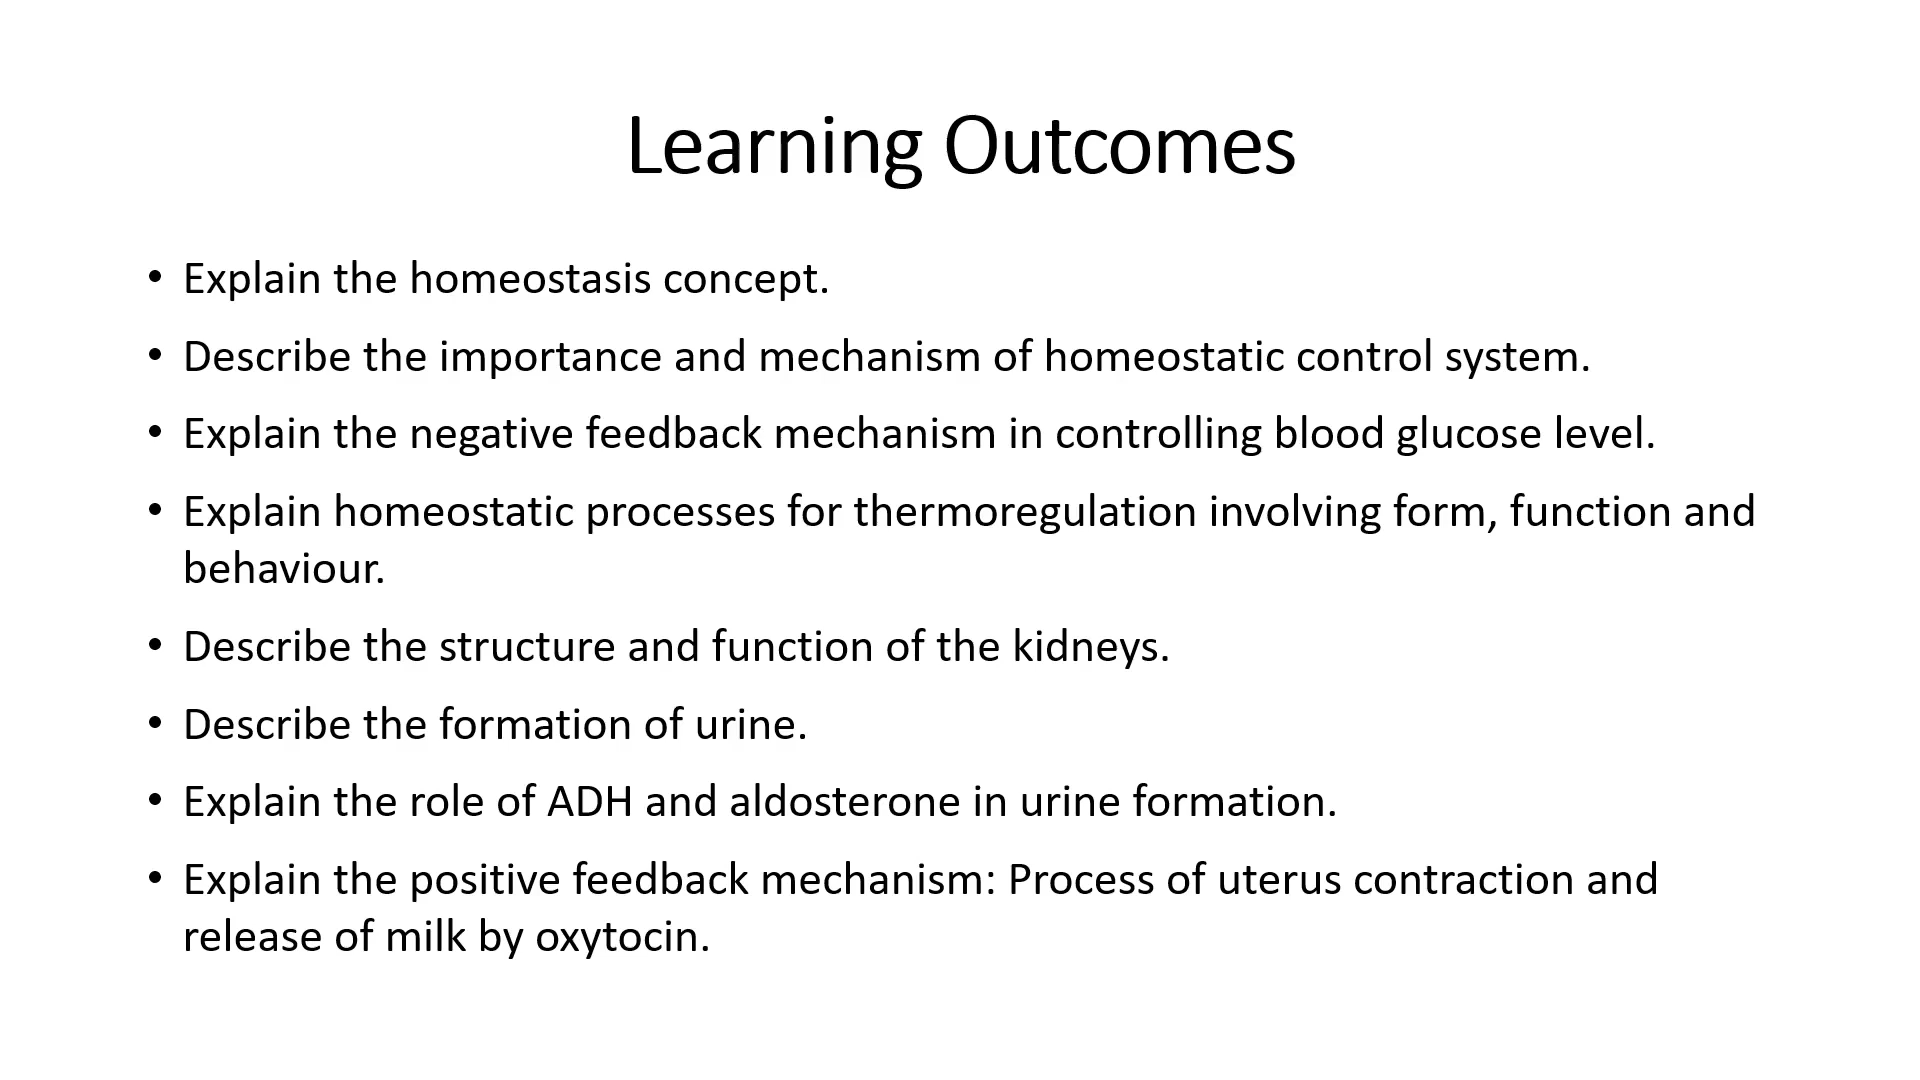 Learning Outcomes
• Explain the homeostasis concept.
• Describe the importance and mechanism of homeostatic control system.
• Explain the negative feedback mechanism in controlling blood glucose level.
• Explain homeostatic processes for thermoregulation involving form, function and
behaviour.
• Describe the structure and function of the kidneys.
• Describe the formation of urine.
• Explain the role of ADH and aldosterone in urine formation.
• Explain the positive feedback mechanism: Process of uterus contraction and
release of milk by oxytocin.